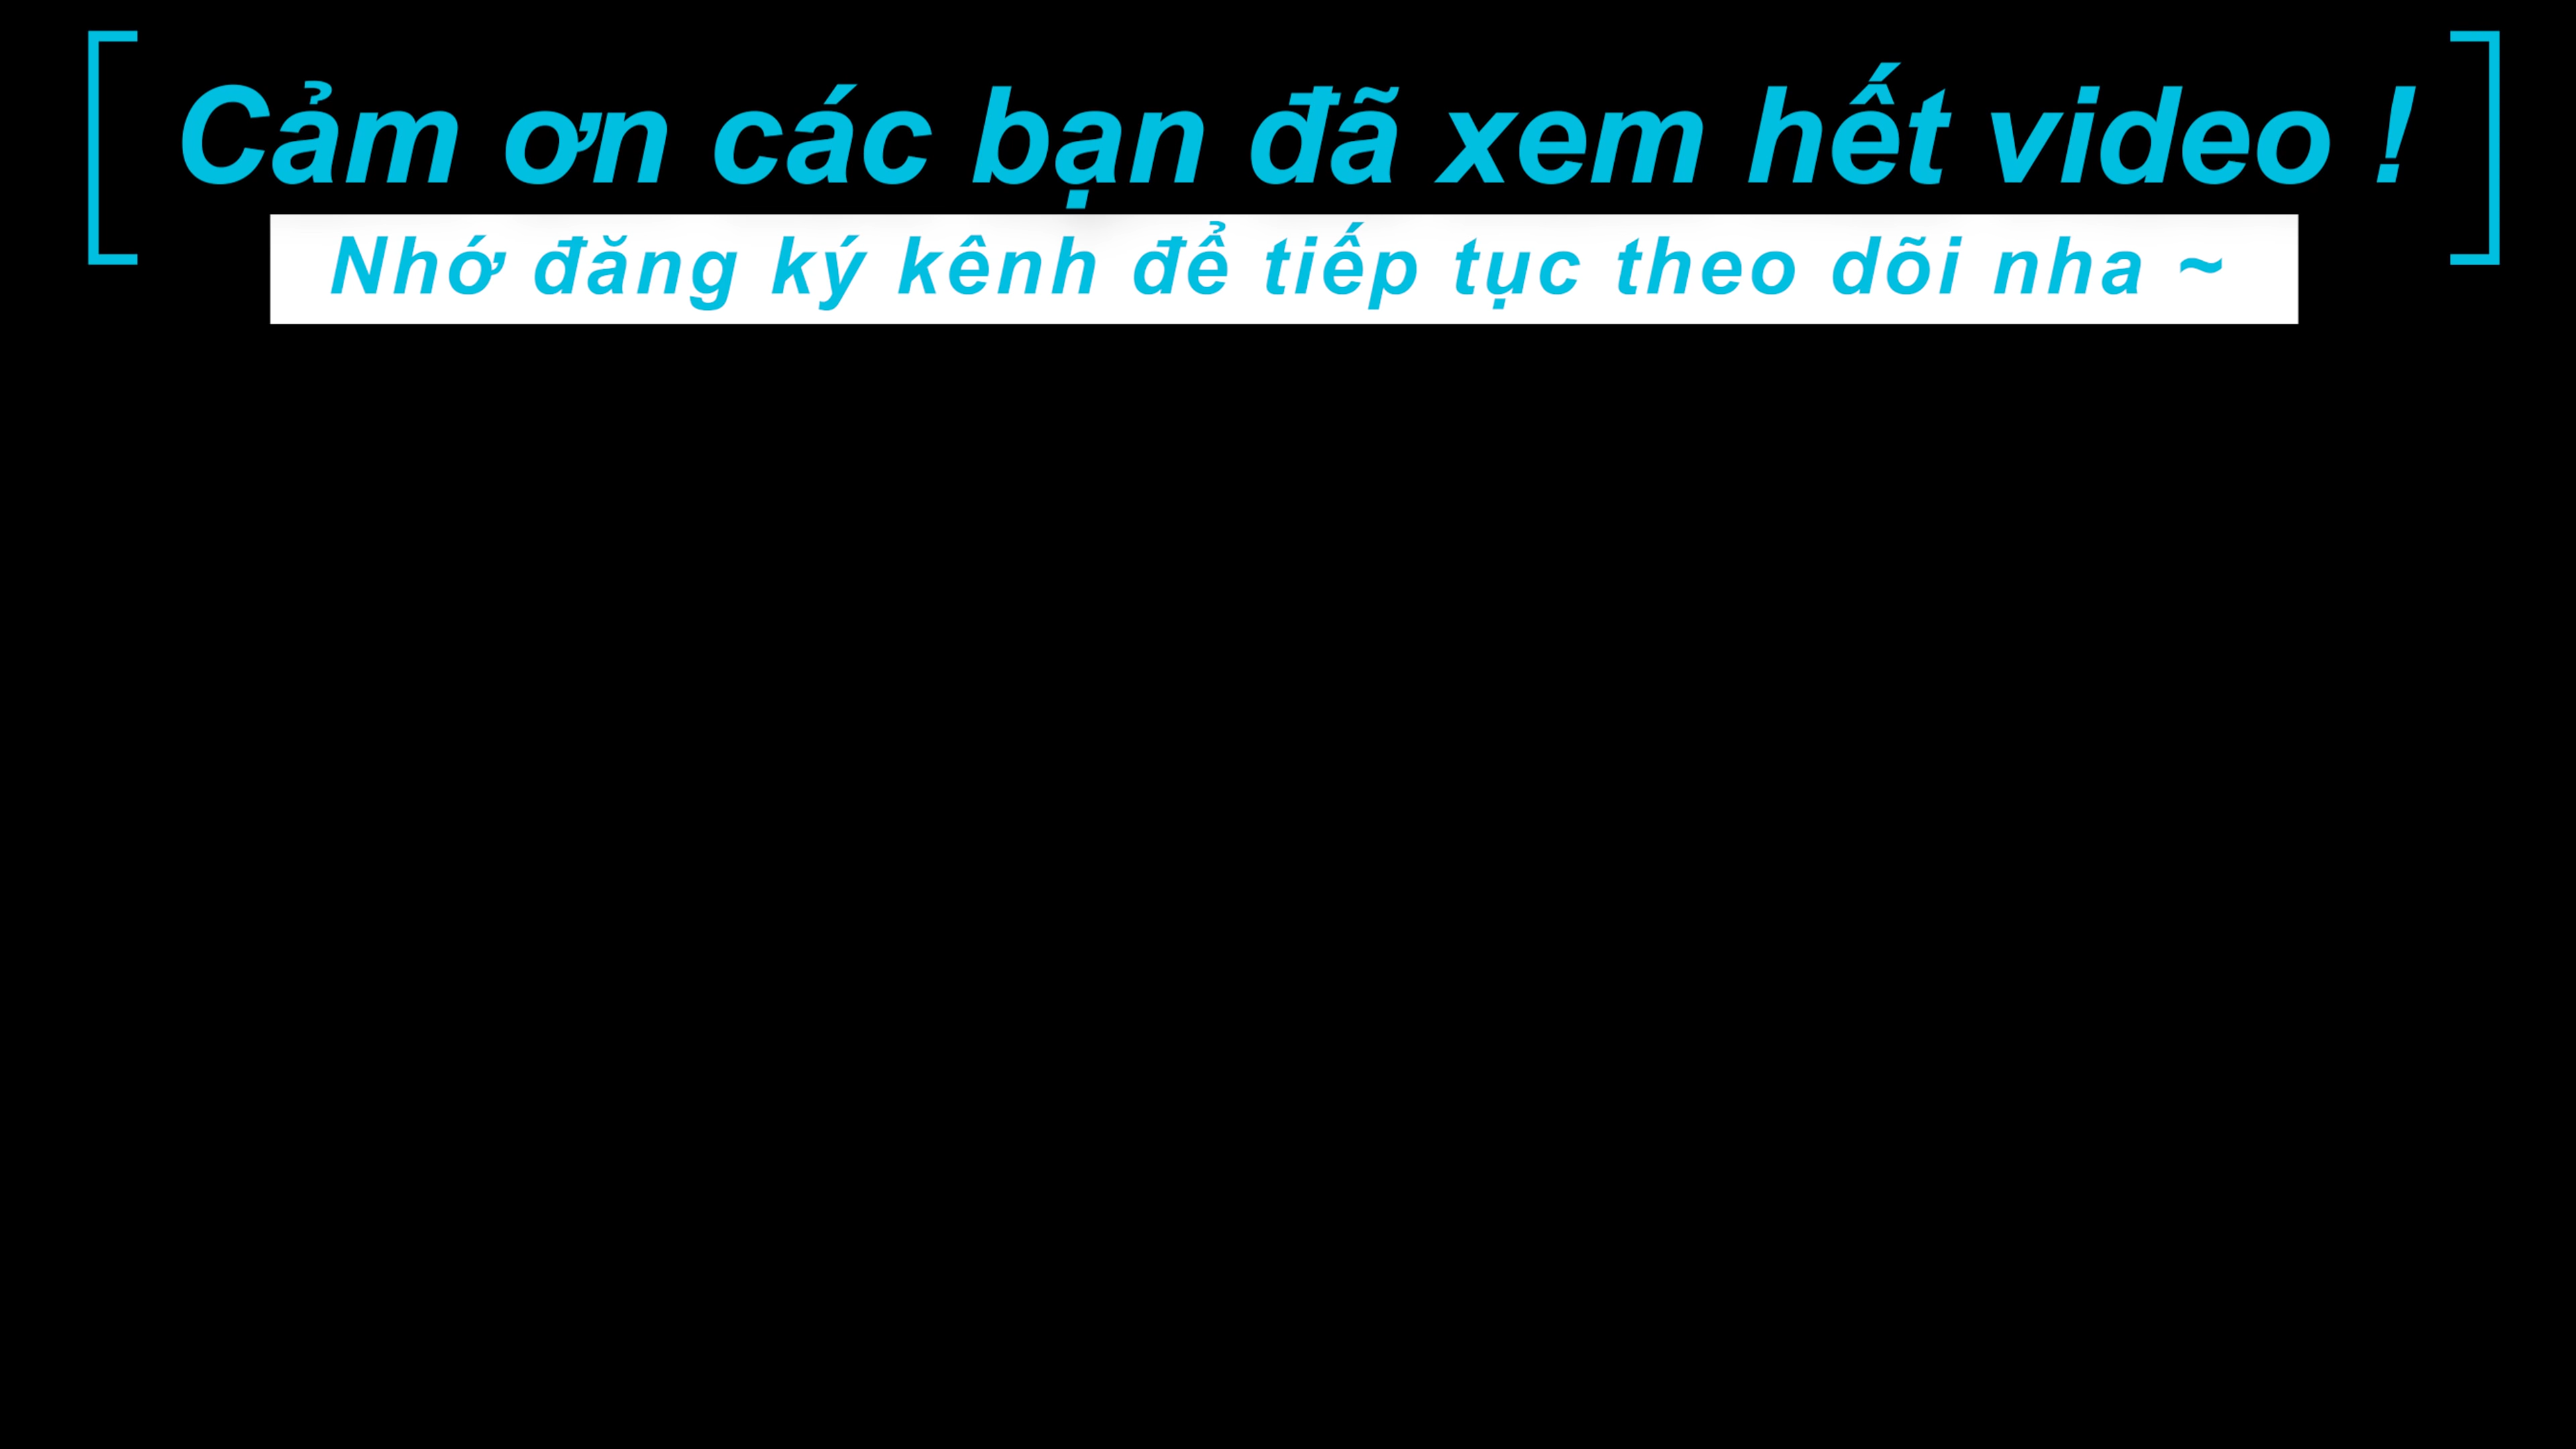 Cảm ơn các bạn đã xem hết video !
Nhớ đăng ký kênh để tiếp tục theo dõi nha ~